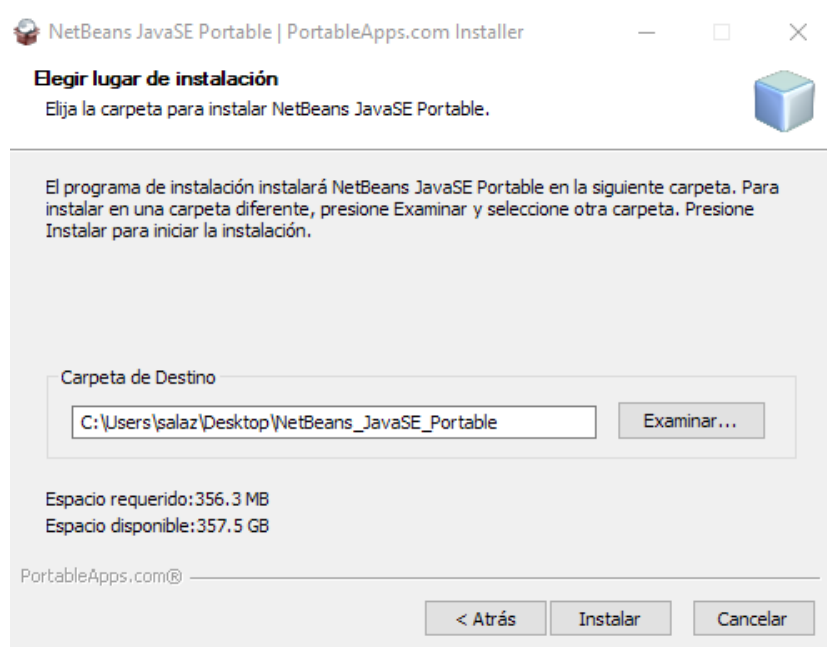 NetBeans JavaSE Portable | PortableApps.com Installer
Elegir lugar de instalación
Elija la carpeta para instalar NetBeans JavaSE Portable.
El programa de instalación instalará NetBeans JavaSE Portable en la siguiente carpeta. Para
instalar en una carpeta diferente, presione Examinar y seleccione otra carpeta. Presione
Instalar para iniciar la instalación.
Carpeta de Destino
C:\Users\salaz\Desktop\NetBeans_JavaSE_Portable
Examinar...
Espacio requerido:356.3 MB
Espacio disponible:357.5 GB
PortableApps.com®
< Atrás
Instalar
Cancelar